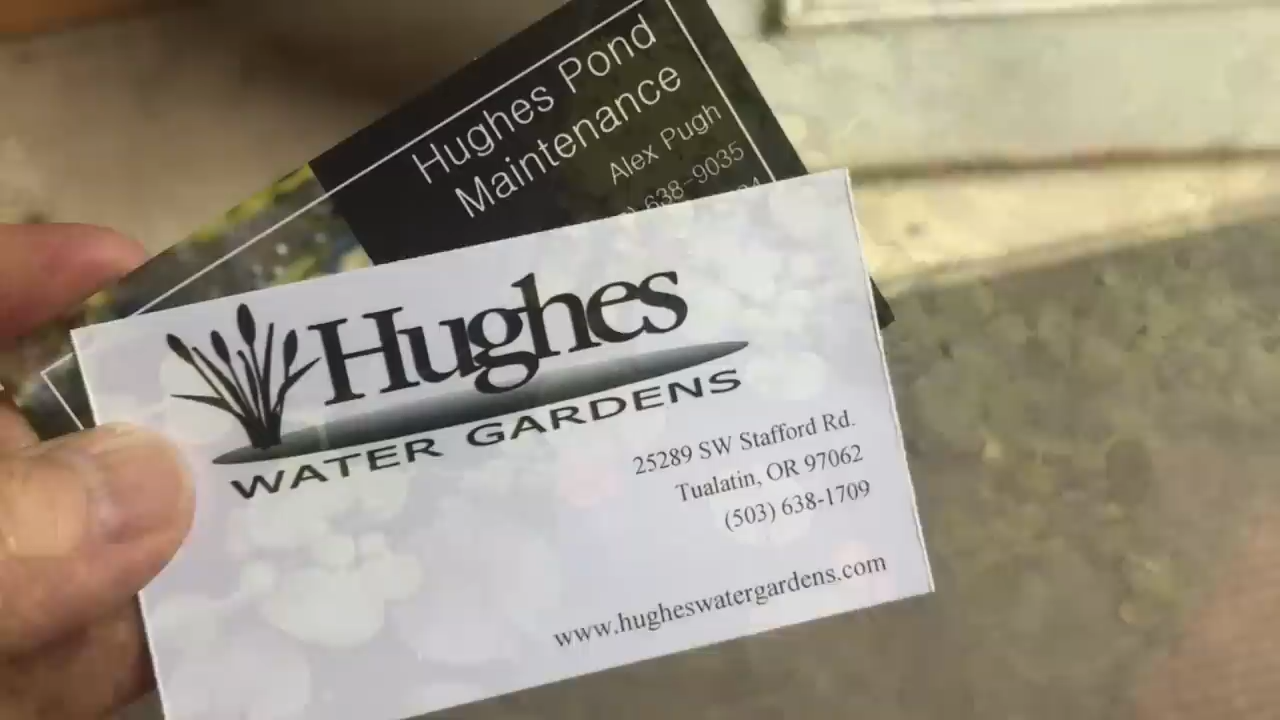 Hughes Pond
Maintenance
Alex Pugh
638-9035
Hughes
WATER GARDENS
25289 SW Stafford Rd.
Tualatin, OR 97062
(503) 638-1709
www.hugheswatergardens.com